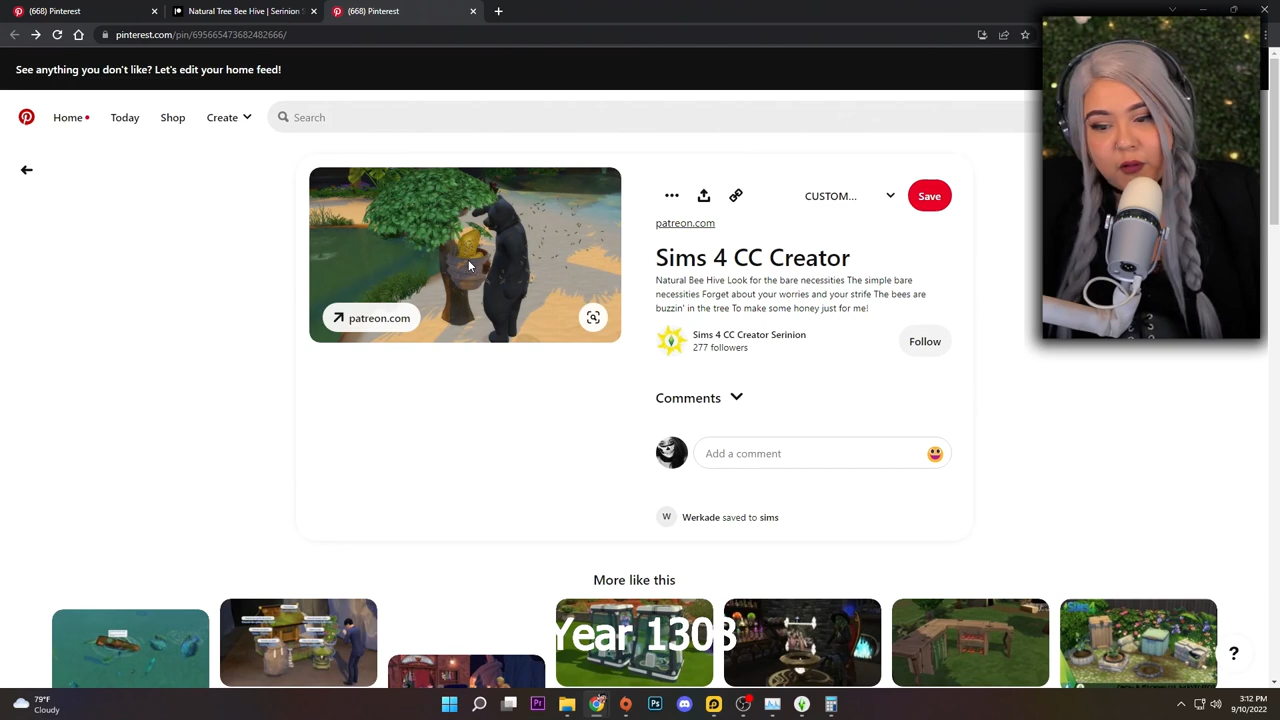 (668) Pinterest
Natural Tree Bee Hive | Serinion S
(668) Pinterest
pinterest.com/pin/695665473682482666/
See anything you don't like? Let's edit your home feed!
Home
Today
Shop
Create
Search
CUSTOM...
Save
patreon.com
Sims 4 CC Creator
Natural Bee Hive Look for the bare necessities The simple bare
necessities Forget about your worries and your strife The bees are
buzzin' in the tree To make some honey just for me!
patreon.com
Sims 4 CC Creator Serinion
277 followers
Follow
Comments
Add a comment
W
Werkade saved to sims
More like this
Year 1308
?
79°F
Cloudy
Pr
Ps
3:12 PM
9/10/2022